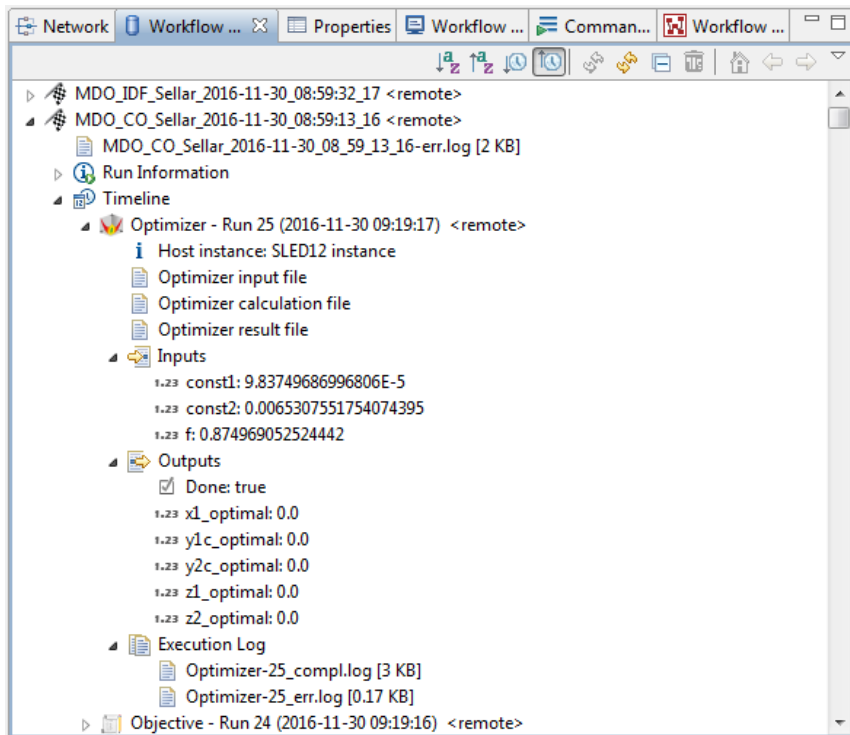 Network Workflow ... Properties Workflow ... Comman... Workflow ...
MDO_IDF_Sellar_2016-11-30_08:59:32_17 <remote>
MDO_CO_Sellar_2016-11-30_08:59:13_16 <remote>
MDO_CO_Sellar_2016-11-30_08_59_13_16-err.log [2 KB]
Run Information
Timeline
Optimizer - Run 25 (2016-11-30 09:19:17) <remote>
Host instance: SLED12 instance
Optimizer input file
Optimizer calculation file
Optimizer result file
Inputs
1.23 const1: 9.83749686996806E-5
1.23 const2: 0.0065307551754074395
1.23 f: 0.874969052524442
Outputs
Done: true
1.23 x1_optimal: 0.0
1.23 y1c_optimal: 0.0
1.23 y2c_optimal: 0.0
1.23 z1_optimal: 0.0
1.23 z2_optimal: 0.0
Execution Log
Optimizer-25_compl.log [3 KB]
Optimizer-25_err.log [0.17 KB]
Objective - Run 24 (2016-11-30 09:19:16) <remote>